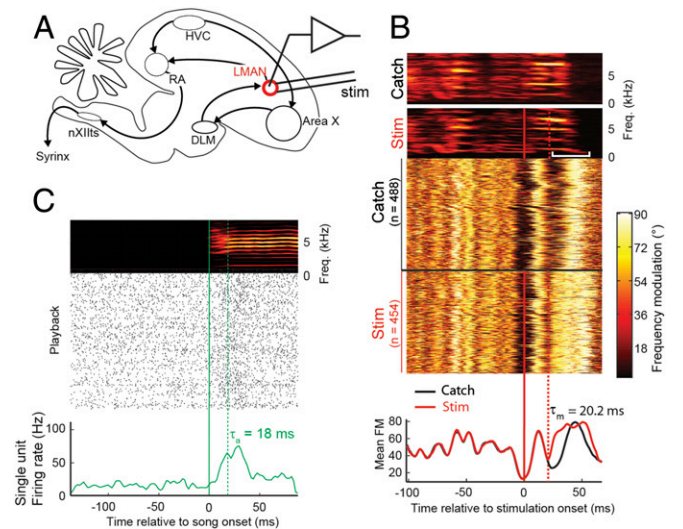 A
HVC
RA
LMAN
stim
nXIIts
DLM
Area X
Syrinx
B
Catch
5
0
Freq. (kHz)
Stim
5
0
Catch
(n = 488)
Stim
(n = 454)
90
72
54
36
18
Frequency modulation (°)
Catch
Stim
τm = 20.2 ms
Mean FM
80
60
40
20
-100
-50
0
50
Time relative to stimulation onset (ms)
C
5
0
Freq. (kHz)
Playback
Single unit
Firing rate (Hz)
100
50
0
τa = 18 ms
-100
-50
0
50
Time relative to song onset (ms)